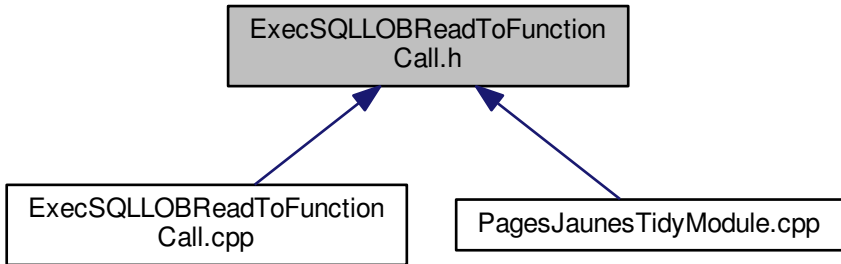 ExecSQLLOBReadToFunction
Call.h
ExecSQLLOBReadToFunction
Call.cpp
PagesJaunesTidyModule.cpp